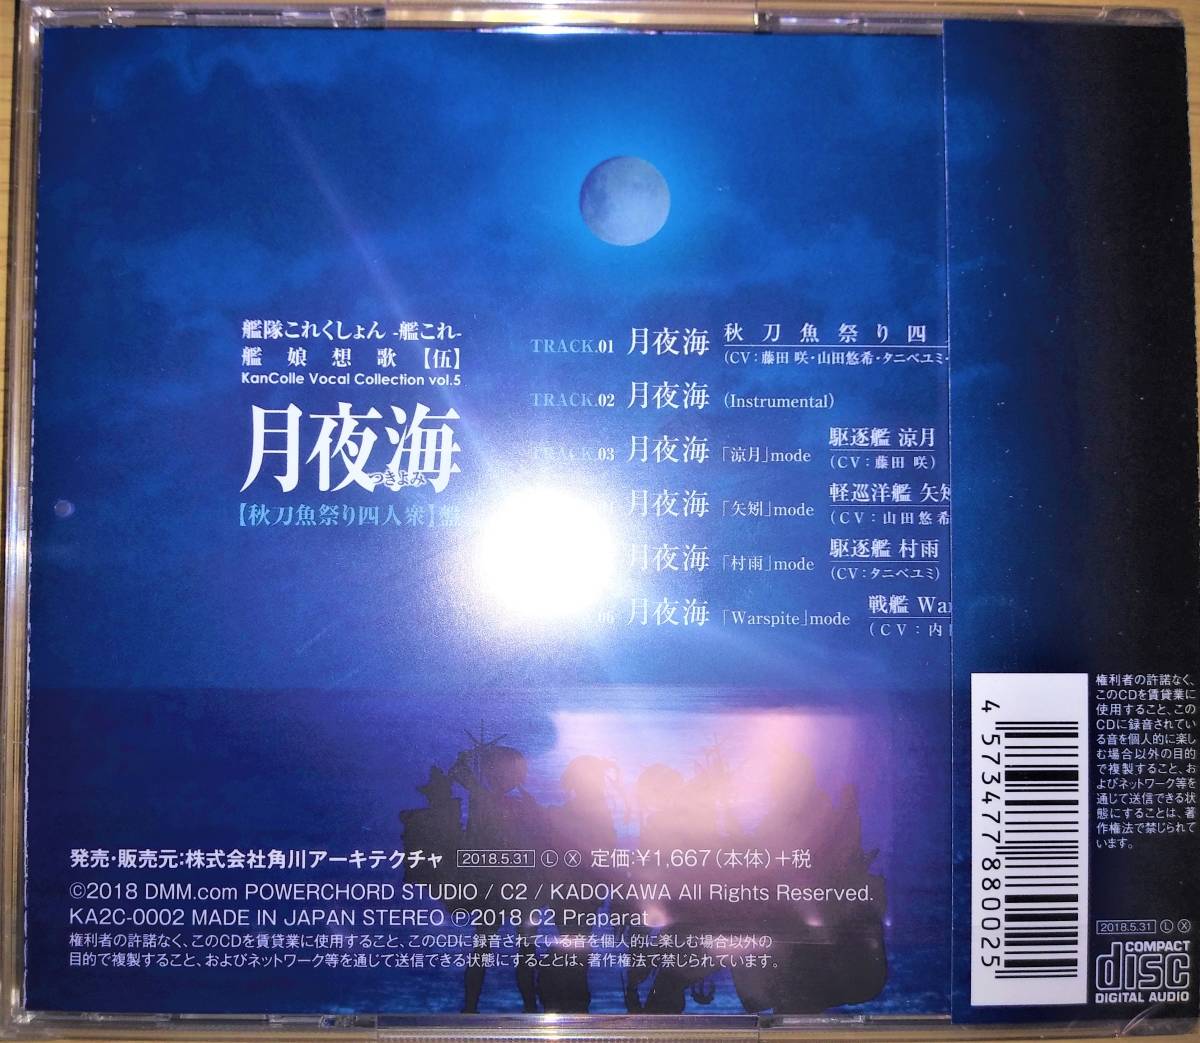 艦隊これくしょん -艦これ-
艦娘想歌【伍】
KanColle Vocal Collection vol.5
月夜海
つきよみ
【秋刀魚祭り四人衆】盤
TRACK.01 月夜海 秋刀魚祭り四
(CV：藤田 咲・山田悠希・タニベユミ・
TRACK.02 月夜海 (Instrumental)
TRACK.03 月夜海 「涼月」mode 駆逐艦 涼月
(CV：藤田 咲)
月夜海 「矢矧」mode 軽巡洋艦 矢矧
(CV：山田悠希
月夜海 「村雨」mode 駆逐艦 村雨
(CV：タニベユミ)
06 月夜海 「Warspite」mode 戦艦 War
(CV：内
発売・販売元：株式会社角川アーキテクチャ 2018.5.31 Ⓛ Ⓧ 定価：¥1,667（本体）＋税
©2018 DMM.com POWERCHORD STUDIO / C2 / KADOKAWA All Rights Reserved.
KA2C-0002 MADE IN JAPAN STEREO Ⓟ2018 C2 Praparat
権利者の許諾なく、このCDを賃貸業に使用すること、このCDに録音されている音を個人的に楽しむ場合以外の
目的で複製すること、およびネットワーク等を通じて送信できる状態にすることは、著作権法で禁じられています。
4573477880025
権利者の許諾なく、
このCDを賃貸業に
使用すること、この
CDに録音されてい
る音を個人的に楽し
む場合以外の目的
で複製すること、お
よびネットワーク等を
通じて送信できる状
態にすることは、著
作権法で禁じられて
います。
2018.5.31 Ⓛ Ⓧ
COMPACT
disc
DIGITAL AUDIO